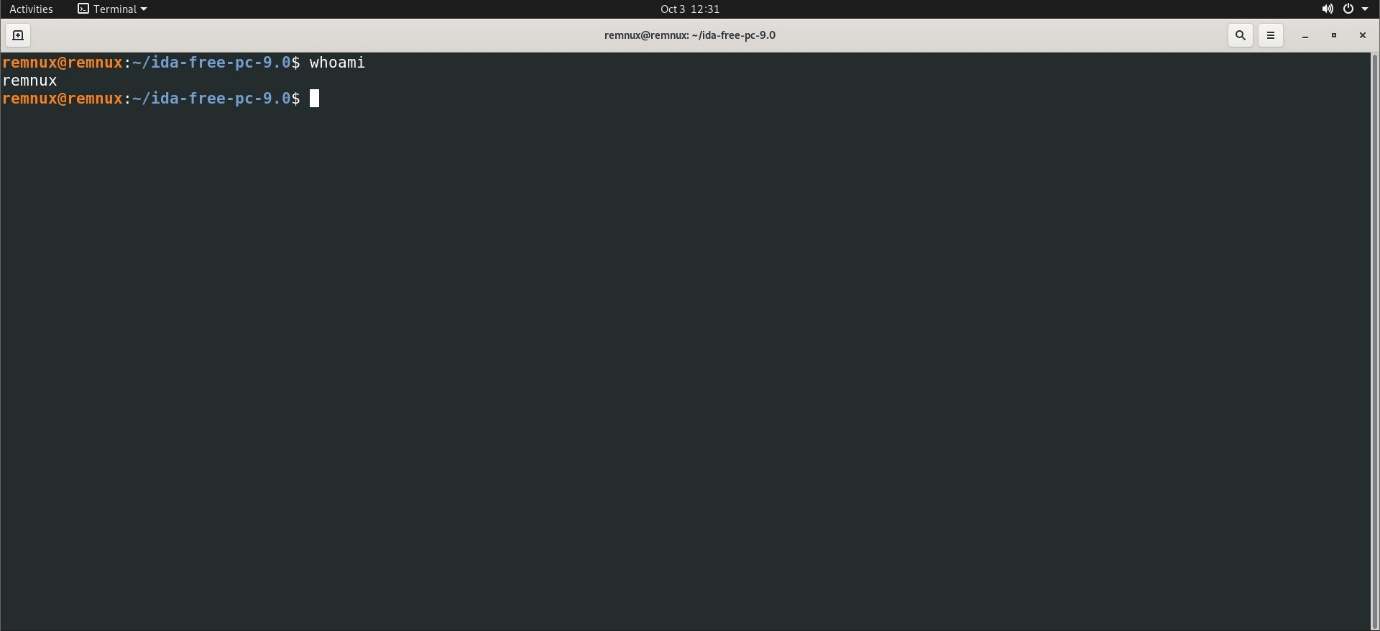 Activities Terminal Oct 3 12:31
remnux@remnux: ~/ida-free-pc-9.0
remnux@remnux:~/ida-free-pc-9.0$ whoami
remnux
remnux@remnux:~/ida-free-pc-9.0$